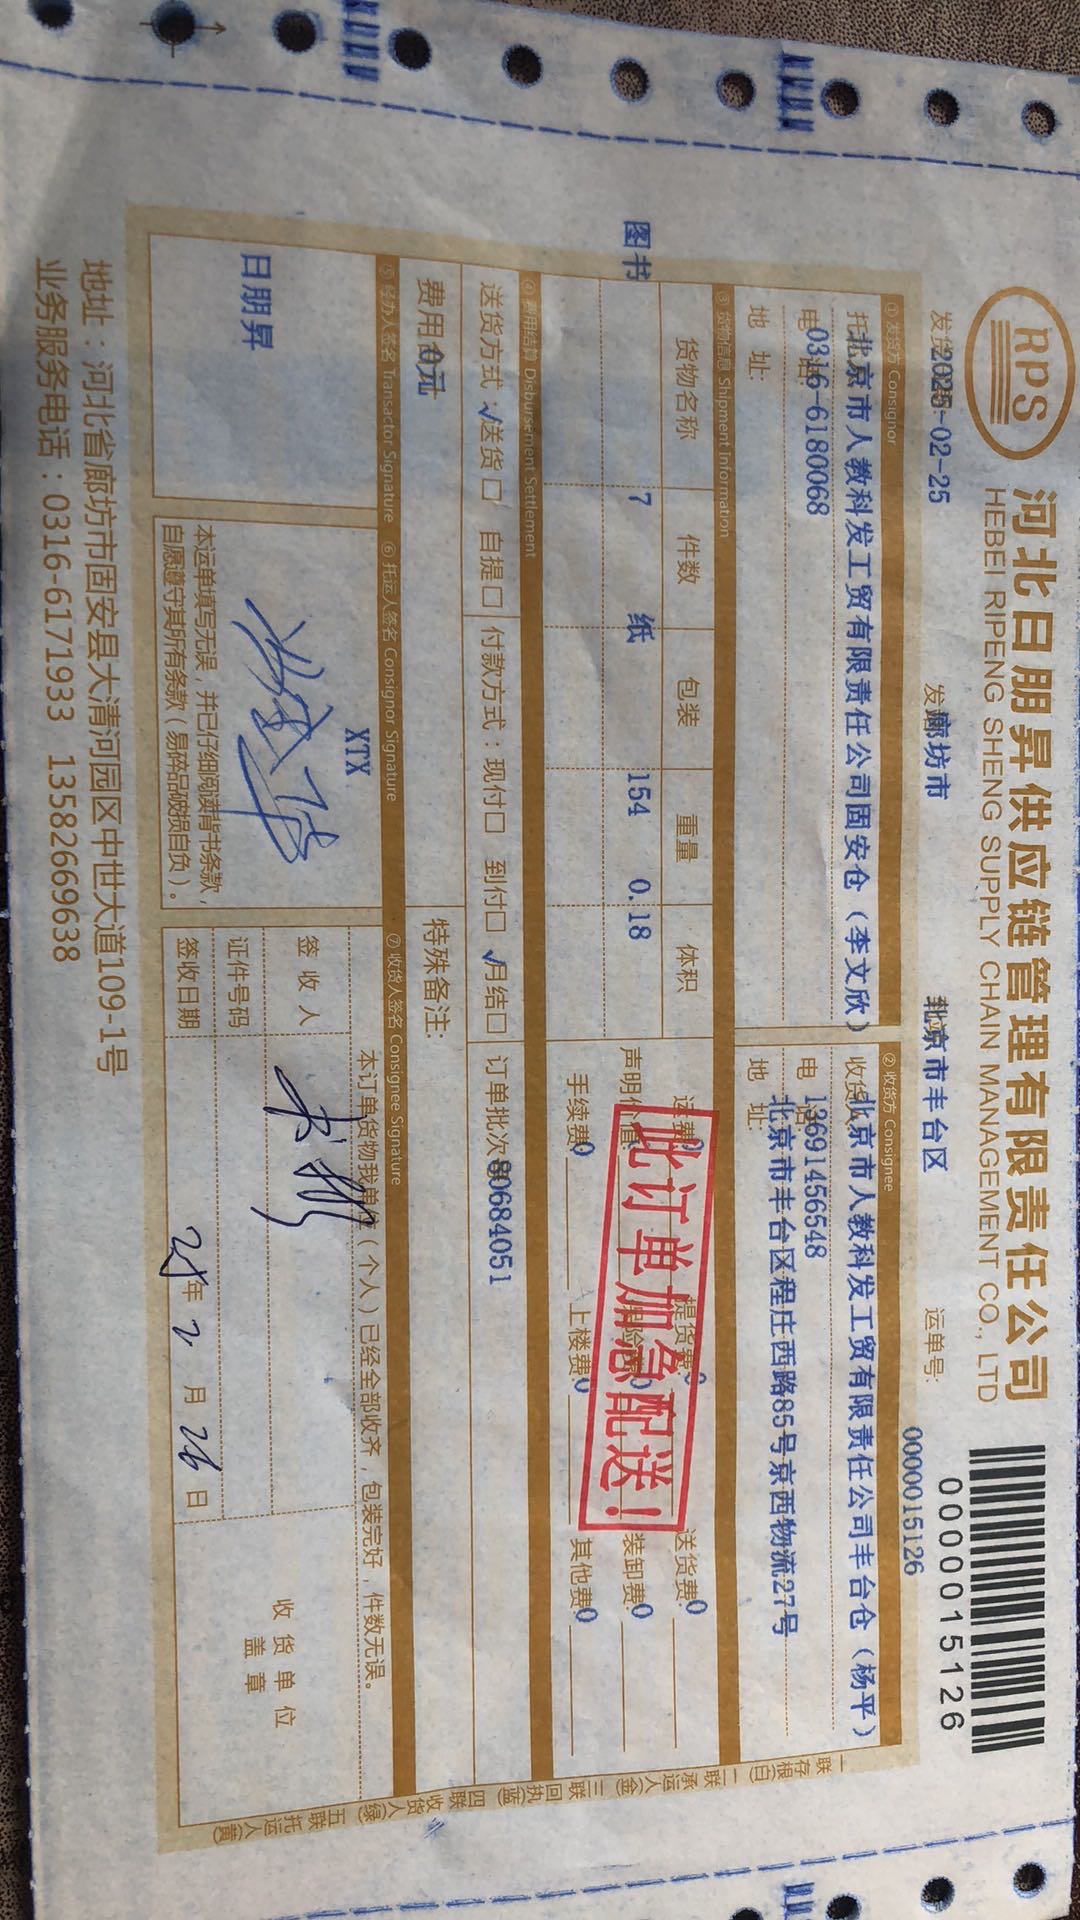 RPS
河北日朋昇供应链管理有限责任公司
HEBEI RIPENG SHENG SUPPLY CHAIN MANAGEMENT CO., LTD
0000015126
2025-02-25
廊坊市
北京市丰台区
运单号:
0000015126
① 发货方 Consignor
② 收货方 Consignee
北京市人教科发工贸有限责任公司固安仓（李文欣）
北京市人教科发工贸有限责任公司丰台仓（杨平）
0316-6180068
13691456548
地 址:
地 址:
北京市丰台区程庄西路85号京西物流27号
③ 货物信息 Shipment Information
货物名称
件数
包装
重量
体积
图书
7
纸
154
0.18
运费0
提货费0
送货费0
声明价值
保险费0
装卸费0
手续费0
上楼费0
其他费0
此订单加急配送!
④ 费用结算 Disbursement Settlement
送货方式:√送货□ 自提□
付款方式:现付□ 到付□ √月结□
订单批次80684051
费用 0元
特殊备注:
⑤ 经办人签名 Transactor Signature
⑥ 托运人签名 Consignor Signature
⑦ 收货人签名 Consignee Signature
日朋昇
XTX
本运单填写无误,并已仔细阅读背书条款,
自愿遵守其所有条款(易碎品破损自负)。
本订单货物我单位(个人)已经全部收齐,包装完好,件数无误。
签 收 人
证件号码
签收日期
25年 2 月 26 日
收货单位
盖 章
一联 存根(白) 二联 承运人(金) 三联 回执(蓝) 四联 收货人(绿) 五联 托运人(黄)
地址:河北省廊坊市固安县大清河园区中世大道109-1号
业务服务电话:0316-6171933 13582669638